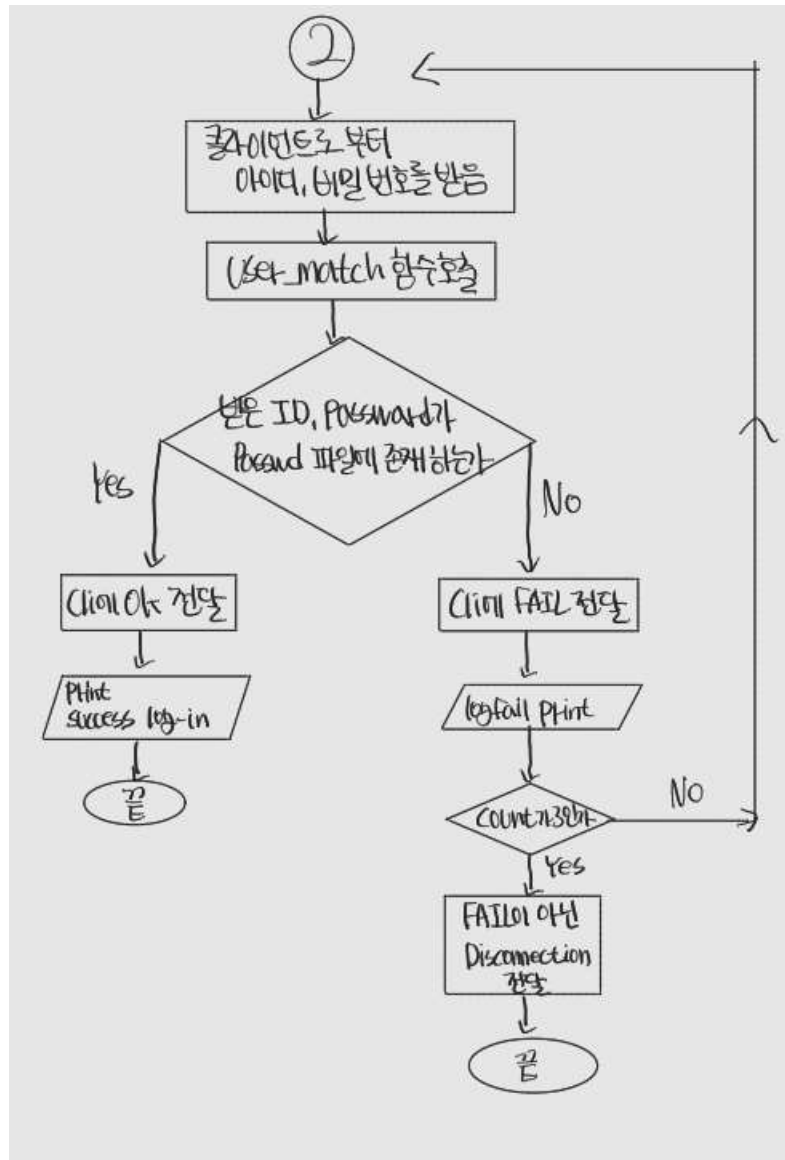 2
클라이언트로 부터
아이디, 비밀 번호를 받음
User_match 함수호출
받은 ID, Password가
Passwd 파일에 존재 하는가
Yes
No
Cli에 OK 전달
Cli에 FAIL 전달
Print
success log-in
logfail print
끝
Count가 3인가
No
Yes
FAIL이 아닌
Disconnection
전달
끝